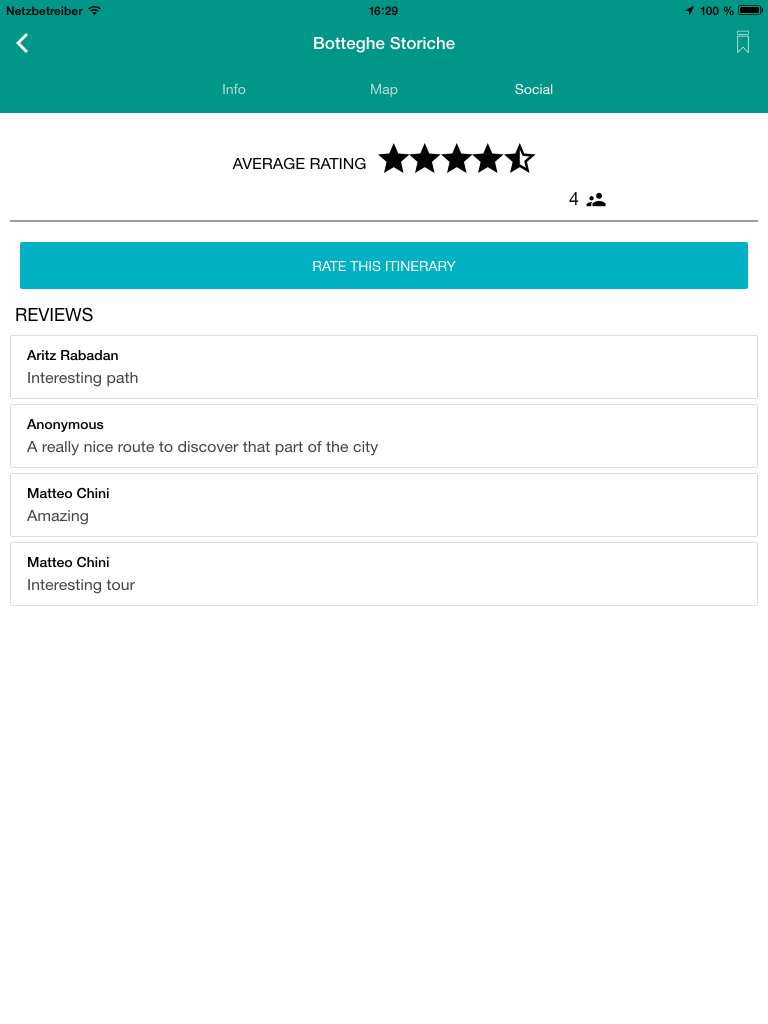 Netzbetreiber 16:29 100 %
Botteghe Storiche
Info Map Social
AVERAGE RATING
4
RATE THIS ITINERARY
REVIEWS
Aritz Rabadan
Interesting path
Anonymous
A really nice route to discover that part of the city
Matteo Chini
Amazing
Matteo Chini
Interesting tour